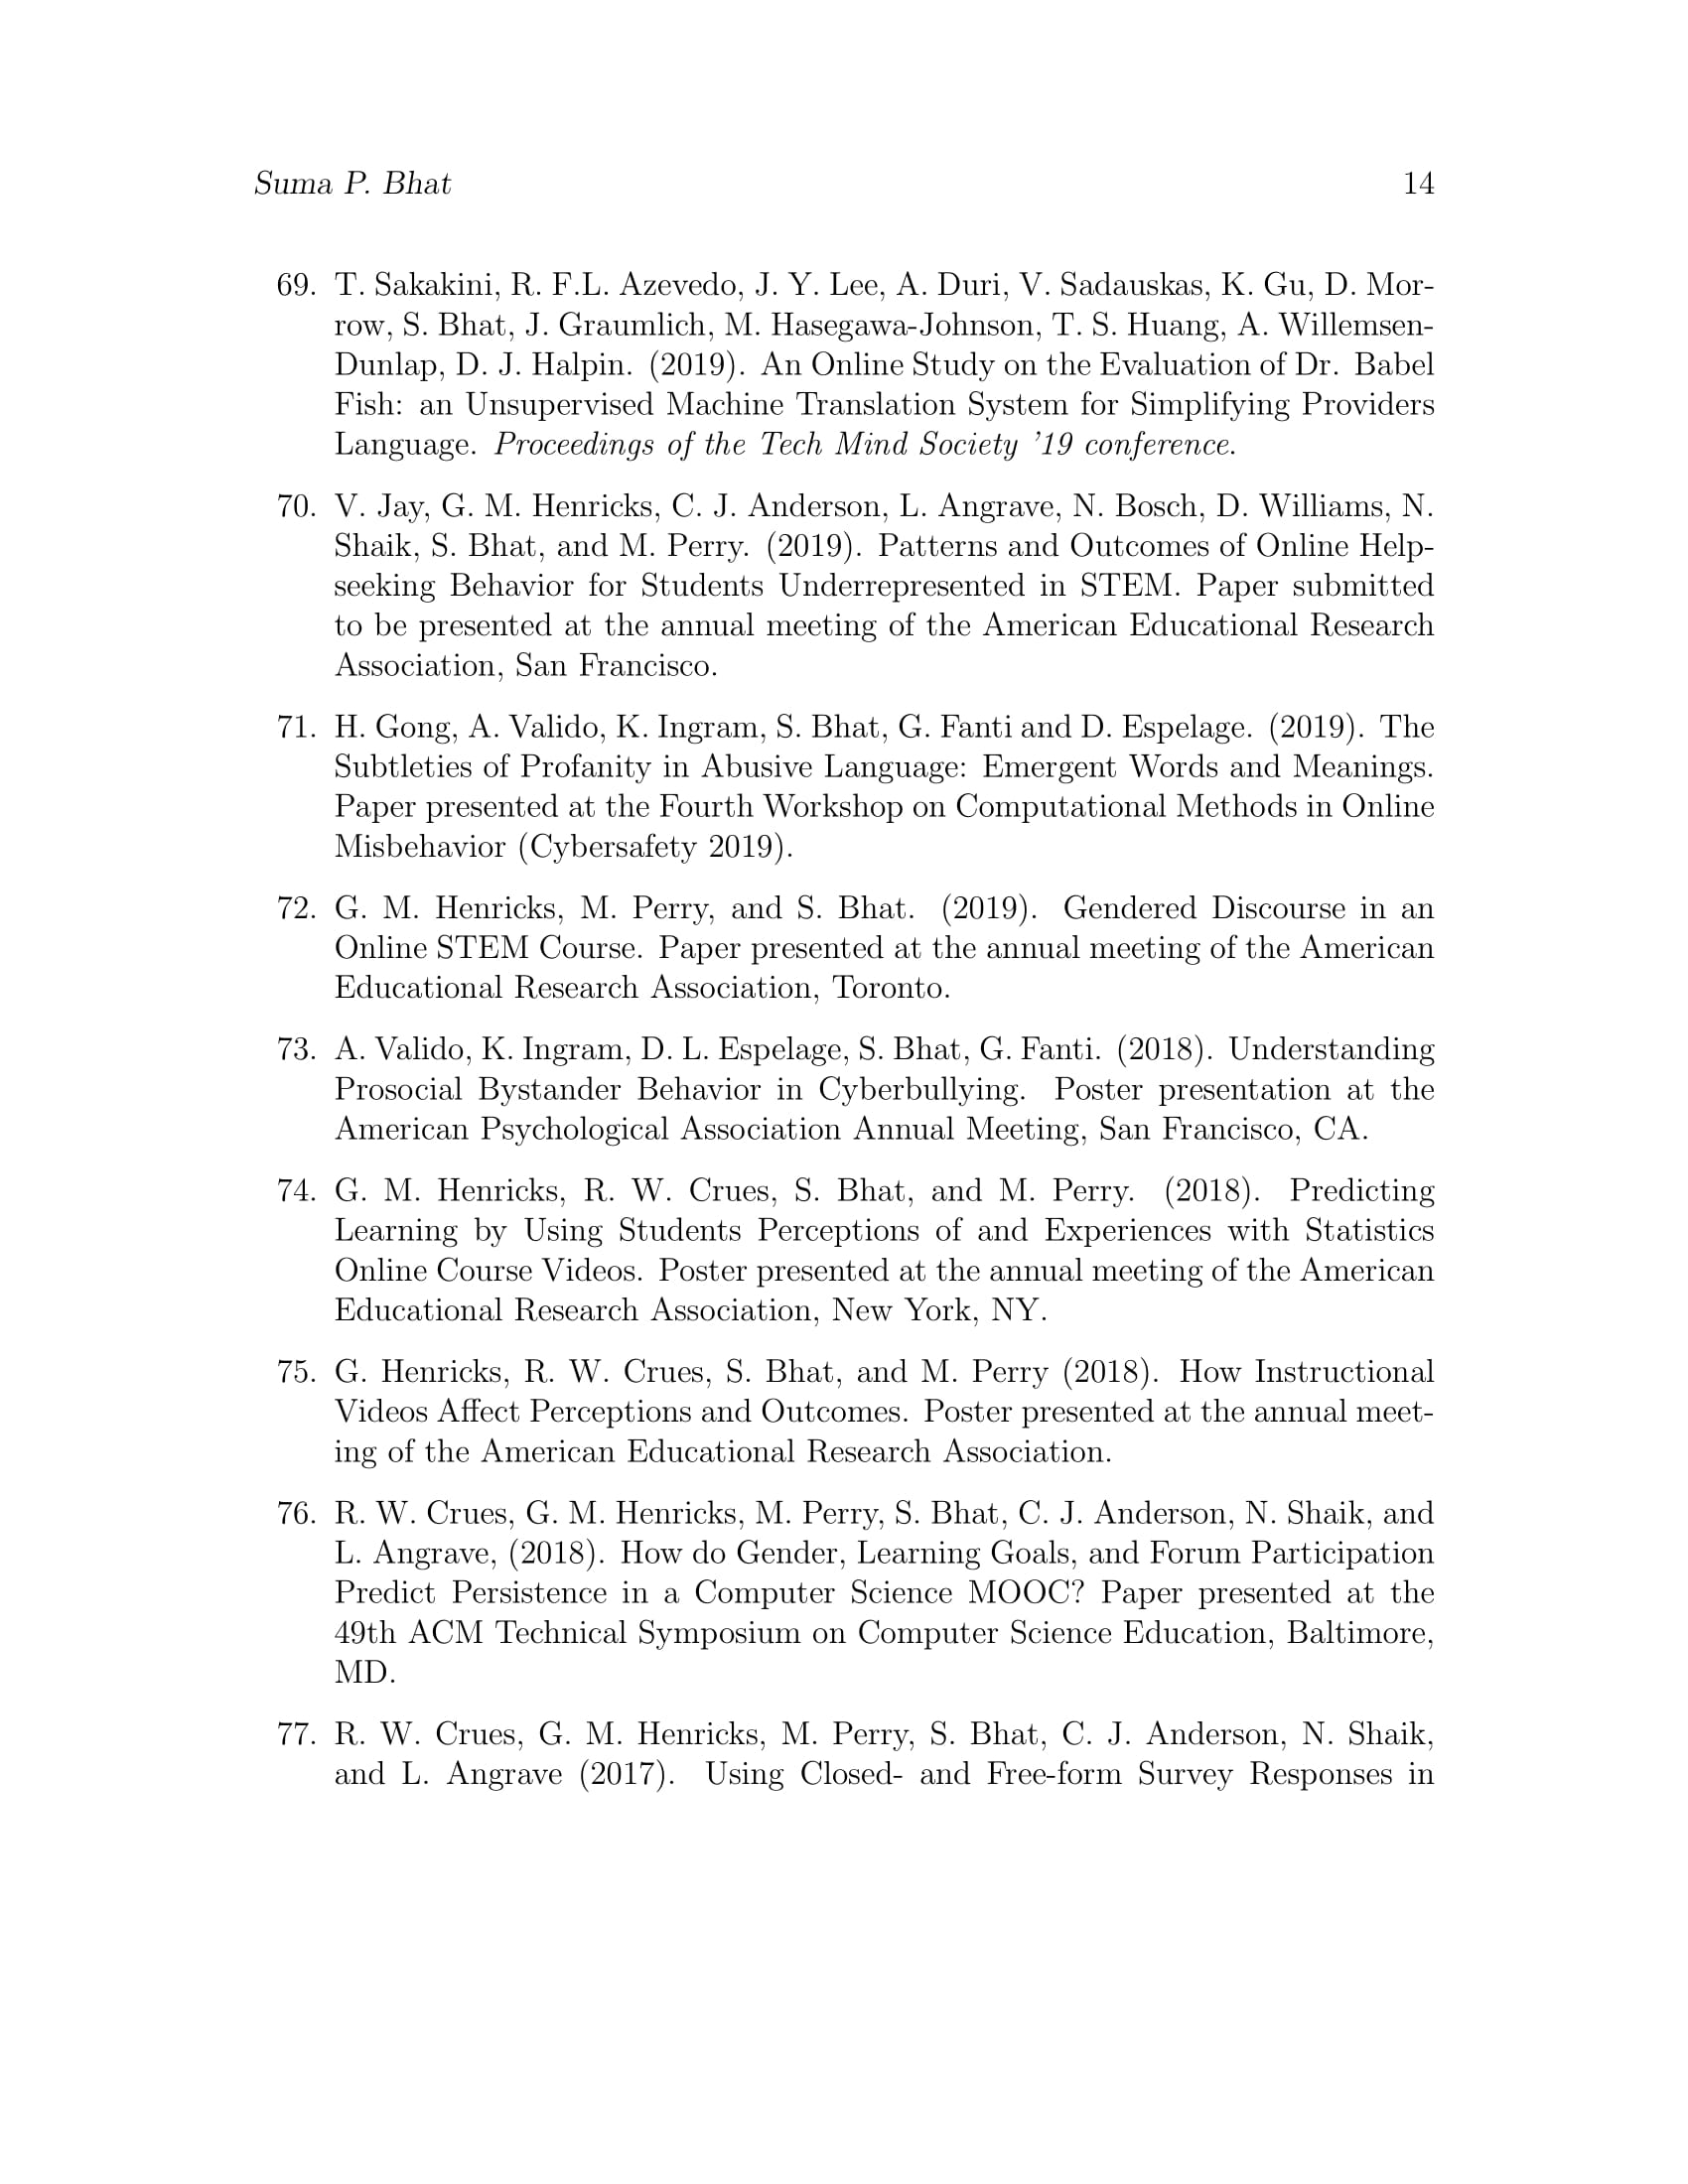 Suma P. Bhat 14
69. T. Sakakini, R. F.L. Azevedo, J. Y. Lee, A. Duri, V. Sadauskas, K. Gu, D. Mor-
row, S. Bhat, J. Graumlich, M. Hasegawa-Johnson, T. S. Huang, A. Willemsen-
Dunlap, D. J. Halpin. (2019). An Online Study on the Evaluation of Dr. Babel
Fish: an Unsupervised Machine Translation System for Simplifying Providers
Language. Proceedings of the Tech Mind Society ’19 conference.
70. V. Jay, G. M. Henricks, C. J. Anderson, L. Angrave, N. Bosch, D. Williams, N.
Shaik, S. Bhat, and M. Perry. (2019). Patterns and Outcomes of Online Help-
seeking Behavior for Students Underrepresented in STEM. Paper submitted
to be presented at the annual meeting of the American Educational Research
Association, San Francisco.
71. H. Gong, A. Valido, K. Ingram, S. Bhat, G. Fanti and D. Espelage. (2019). The
Subtleties of Profanity in Abusive Language: Emergent Words and Meanings.
Paper presented at the Fourth Workshop on Computational Methods in Online
Misbehavior (Cybersafety 2019).
72. G. M. Henricks, M. Perry, and S. Bhat. (2019). Gendered Discourse in an
Online STEM Course. Paper presented at the annual meeting of the American
Educational Research Association, Toronto.
73. A. Valido, K. Ingram, D. L. Espelage, S. Bhat, G. Fanti. (2018). Understanding
Prosocial Bystander Behavior in Cyberbullying. Poster presentation at the
American Psychological Association Annual Meeting, San Francisco, CA.
74. G. M. Henricks, R. W. Crues, S. Bhat, and M. Perry. (2018). Predicting
Learning by Using Students Perceptions of and Experiences with Statistics
Online Course Videos. Poster presented at the annual meeting of the American
Educational Research Association, New York, NY.
75. G. Henricks, R. W. Crues, S. Bhat, and M. Perry (2018). How Instructional
Videos Affect Perceptions and Outcomes. Poster presented at the annual meet-
ing of the American Educational Research Association.
76. R. W. Crues, G. M. Henricks, M. Perry, S. Bhat, C. J. Anderson, N. Shaik, and
L. Angrave, (2018). How do Gender, Learning Goals, and Forum Participation
Predict Persistence in a Computer Science MOOC? Paper presented at the
49th ACM Technical Symposium on Computer Science Education, Baltimore,
MD.
77. R. W. Crues, G. M. Henricks, M. Perry, S. Bhat, C. J. Anderson, N. Shaik,
and L. Angrave (2017). Using Closed- and Free-form Survey Responses in